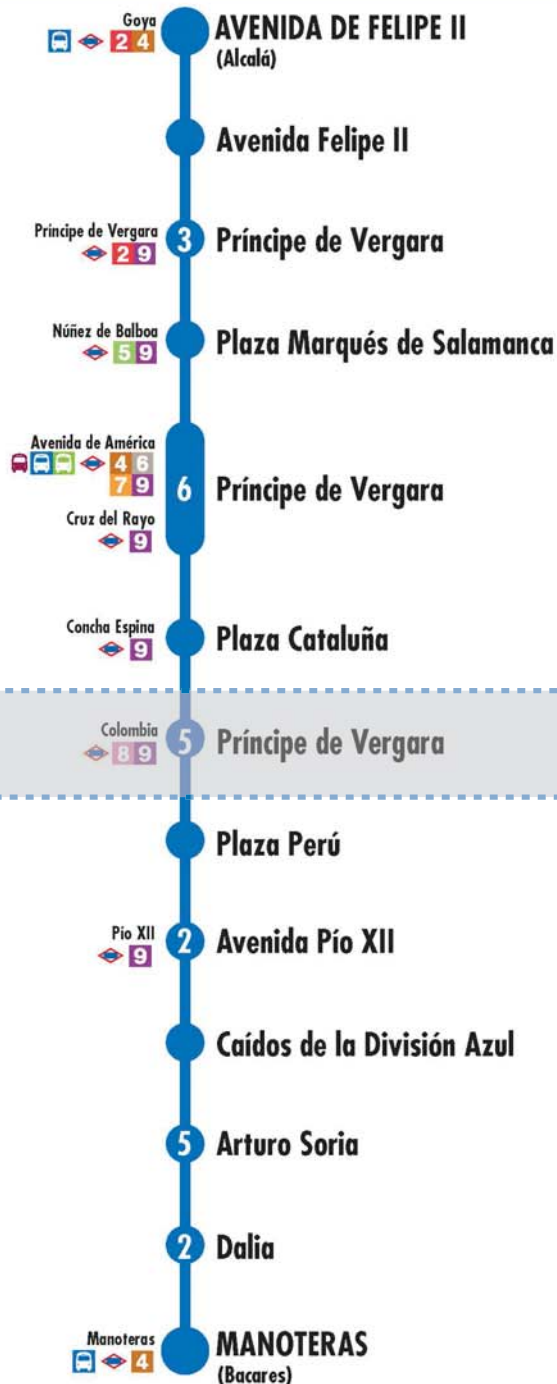 Goya
2 4
AVENIDA DE FELIPE II
(Alcalá)
Avenida Felipe II
Príncipe de Vergara
2 9
3
Príncipe de Vergara
Núñez de Balboa
5 9
Plaza Marqués de Salamanca
Avenida de América
4 6
7 9
Cruz del Rayo
9
6
Príncipe de Vergara
Concha Espina
9
Plaza Cataluña
Colombia
8 9
5
Príncipe de Vergara
Plaza Perú
Pio XII
9
2
Avenida Pío XII
Caídos de la División Azul
5
Arturo Soria
2
Dalia
Manoteras
4
MANOTERAS
(Bacares)